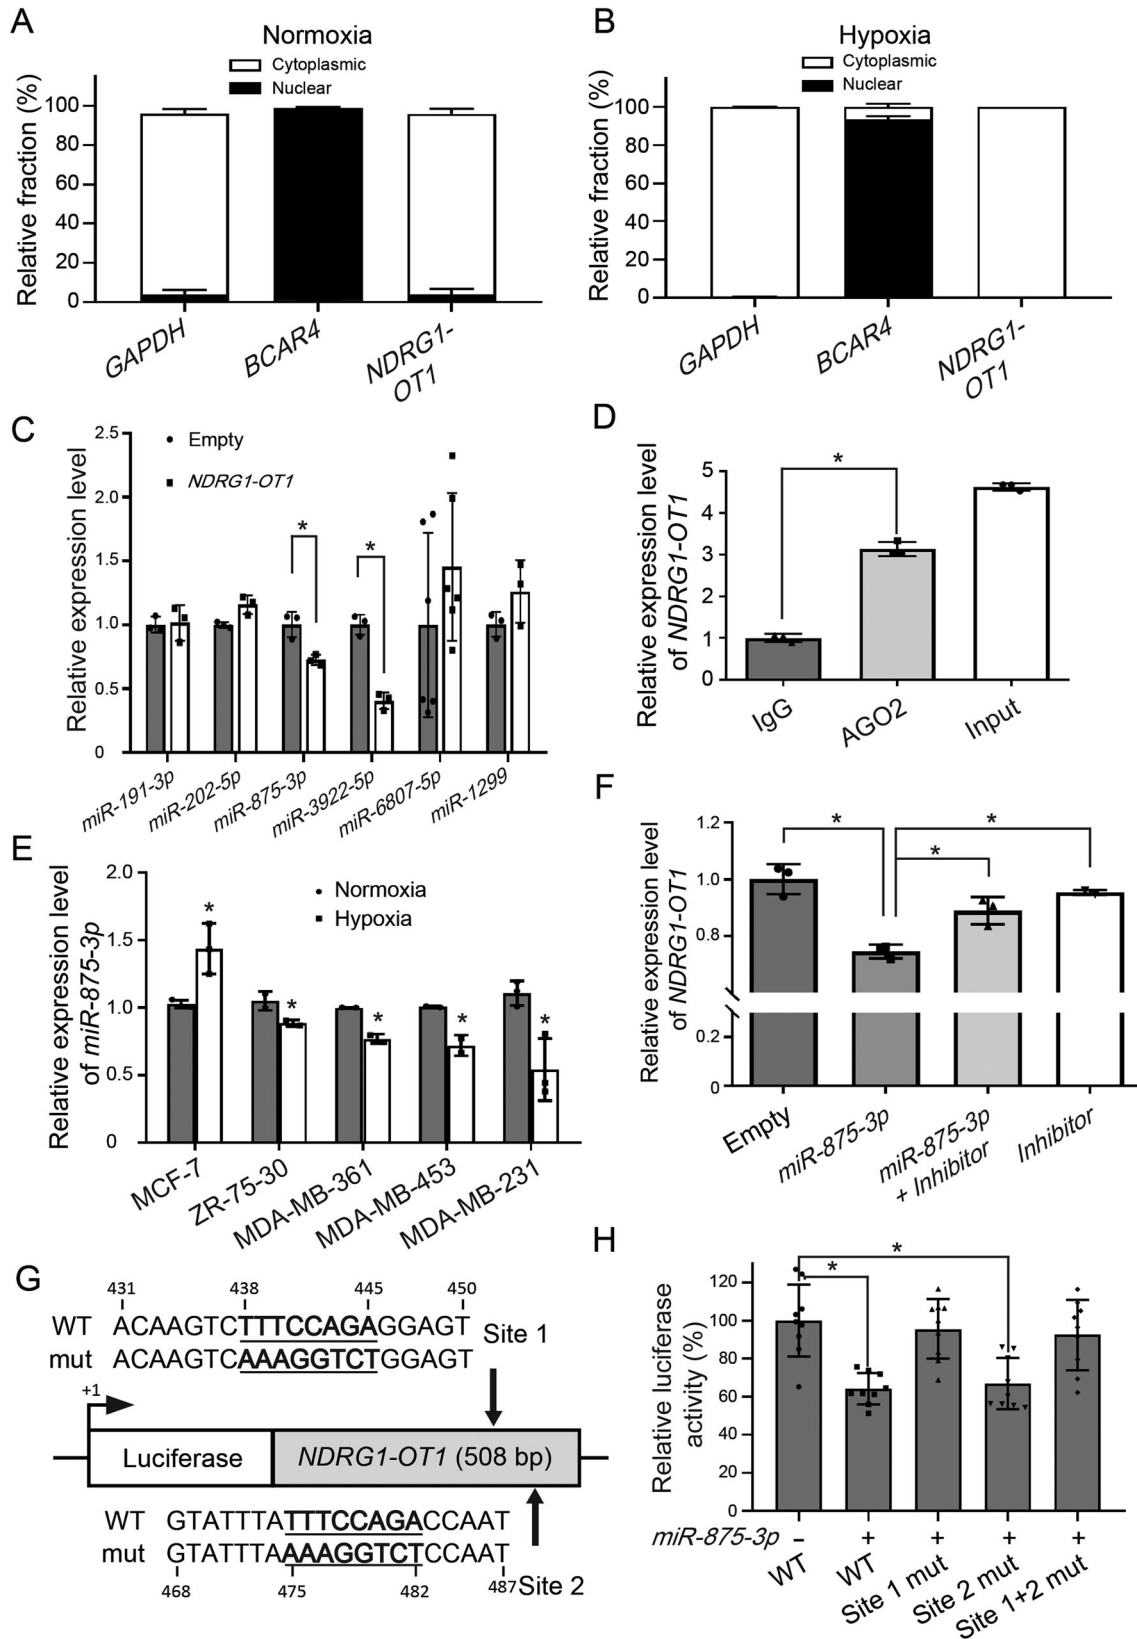 A
Normoxia
Cytoplasmic
Nuclear
Relative fraction (%)
100
80
60
40
20
0
GAPDH
BCAR4
NDRG1-
OT1
B
Hypoxia
Cytoplasmic
Nuclear
Relative fraction (%)
100
80
60
40
20
0
GAPDH
BCAR4
NDRG1-
OT1
C
Empty
NDRG1-OT1
Relative expression level
2.5
2.0
1.5
1.0
0.5
0
*
*
miR-191-3p
miR-202-5p
miR-875-3p
miR-3922-5p
miR-6807-5p
miR-1299
D
Relative expression level
of NDRG1-OT1
5
4
3
2
1
0
*
IgG
AGO2
Input
E
Relative expression level
of miR-875-3p
Normoxia
Hypoxia
2.0
1.5
1.0
0.5
0
*
*
*
*
*
MCF-7
ZR-75-30
MDA-MB-361
MDA-MB-453
MDA-MB-231
F
Relative expression level
of NDRG1-OT1
1.2
1.0
0.8
0.2
0
*
*
*
Empty
miR-875-3p
miR-875-3p
+ Inhibitor
Inhibitor
G
431 438 445 450
WT ACAAGTCTTTCCAGAGGAGT
mut ACAAGTCAAAGGTCTGGAGT
Site 1
+1
Luciferase
NDRG1-OT1 (508 bp)
WT GTATTTATTTCCAGACCAAT
mut GTATTTAAAAGGTCTCCAAT
468 475 482 487
Site 2
H
Relative luciferase
activity (%)
120
100
80
60
40
20
0
*
*
miR-875-3p – + + + +
WT
WT
Site 1 mut
Site 2 mut
Site 1+2 mut